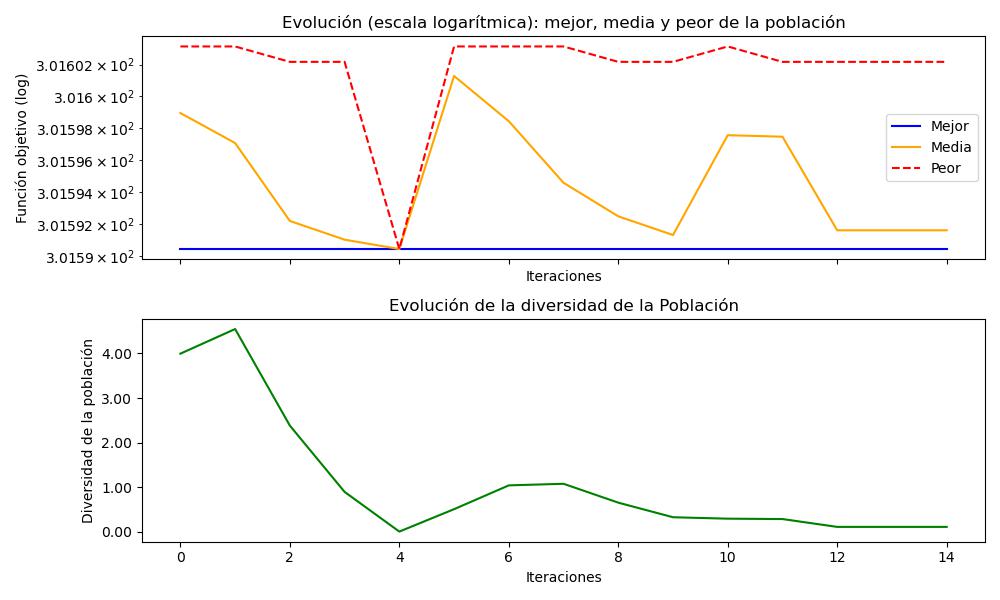 Evolución (escala logarítmica): mejor, media y peor de la población
Función objetivo (log)
3.01602 × 10²
3.016 × 10²
3.01598 × 10²
3.01596 × 10²
3.01594 × 10²
3.01592 × 10²
3.0159 × 10²
Mejor
Media
Peor
Iteraciones
Evolución de la diversidad de la Población
Diversidad de la población
4.00
3.00
2.00
1.00
0.00
0 2 4 6 8 10 12 14
Iteraciones